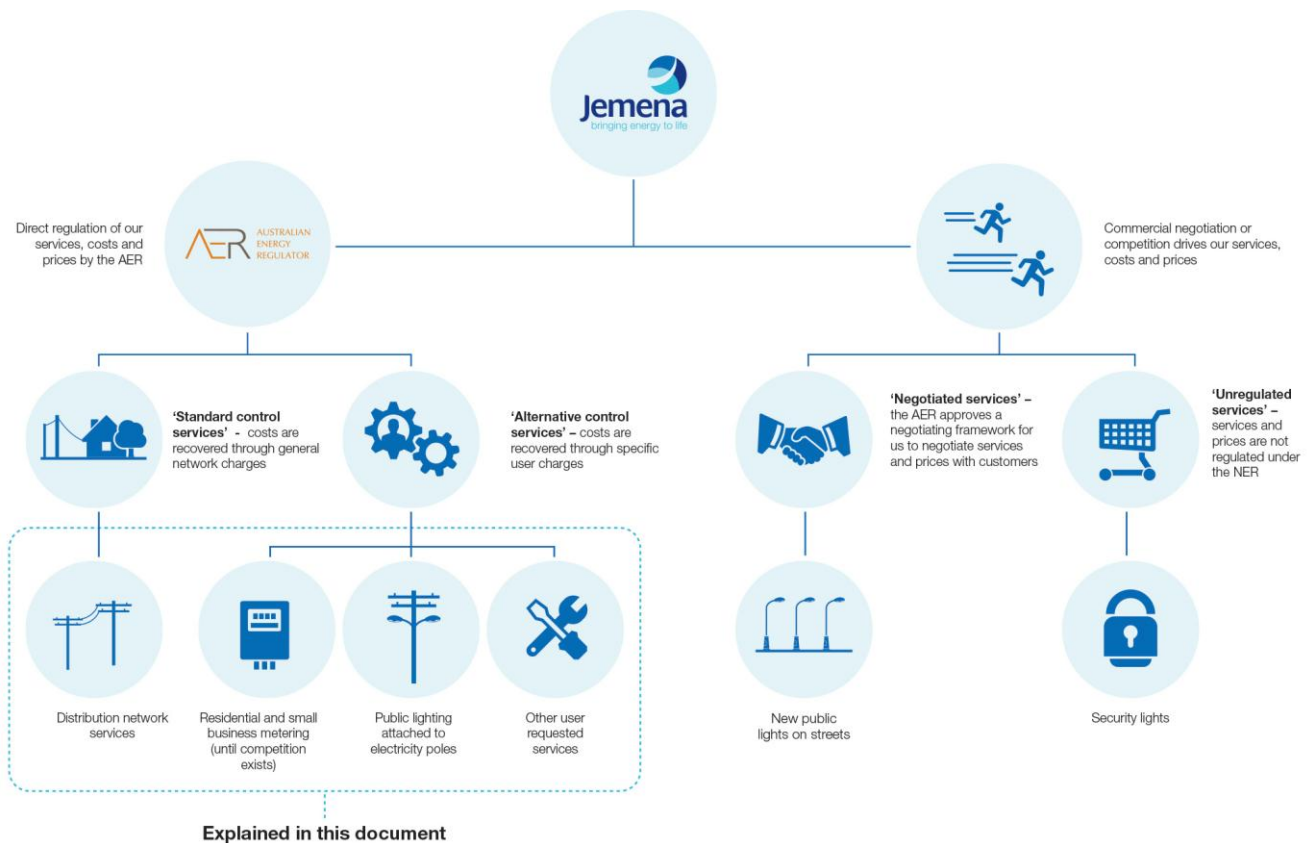 Jemena
bringing energy to life
Direct regulation of our
services, costs and
prices by the AER
AER
AUSTRALIAN
ENERGY
REGULATOR
Commercial negotiation or
competition drives our services,
costs and prices
‘Standard control
services’ - costs are
recovered through general
network charges
‘Alternative control
services’ – costs are
recovered through specific
user charges
‘Negotiated services’ –
the AER approves a
negotiating framework for
us to negotiate services
and prices with customers
‘Unregulated
services’ –
services and
prices are not
regulated under
the NER
Distribution network
services
Residential and small
business metering
(until competition
exists)
Public lighting
attached to
electricity poles
Other user
requested
services
New public
lights on streets
Security lights
Explained in this document